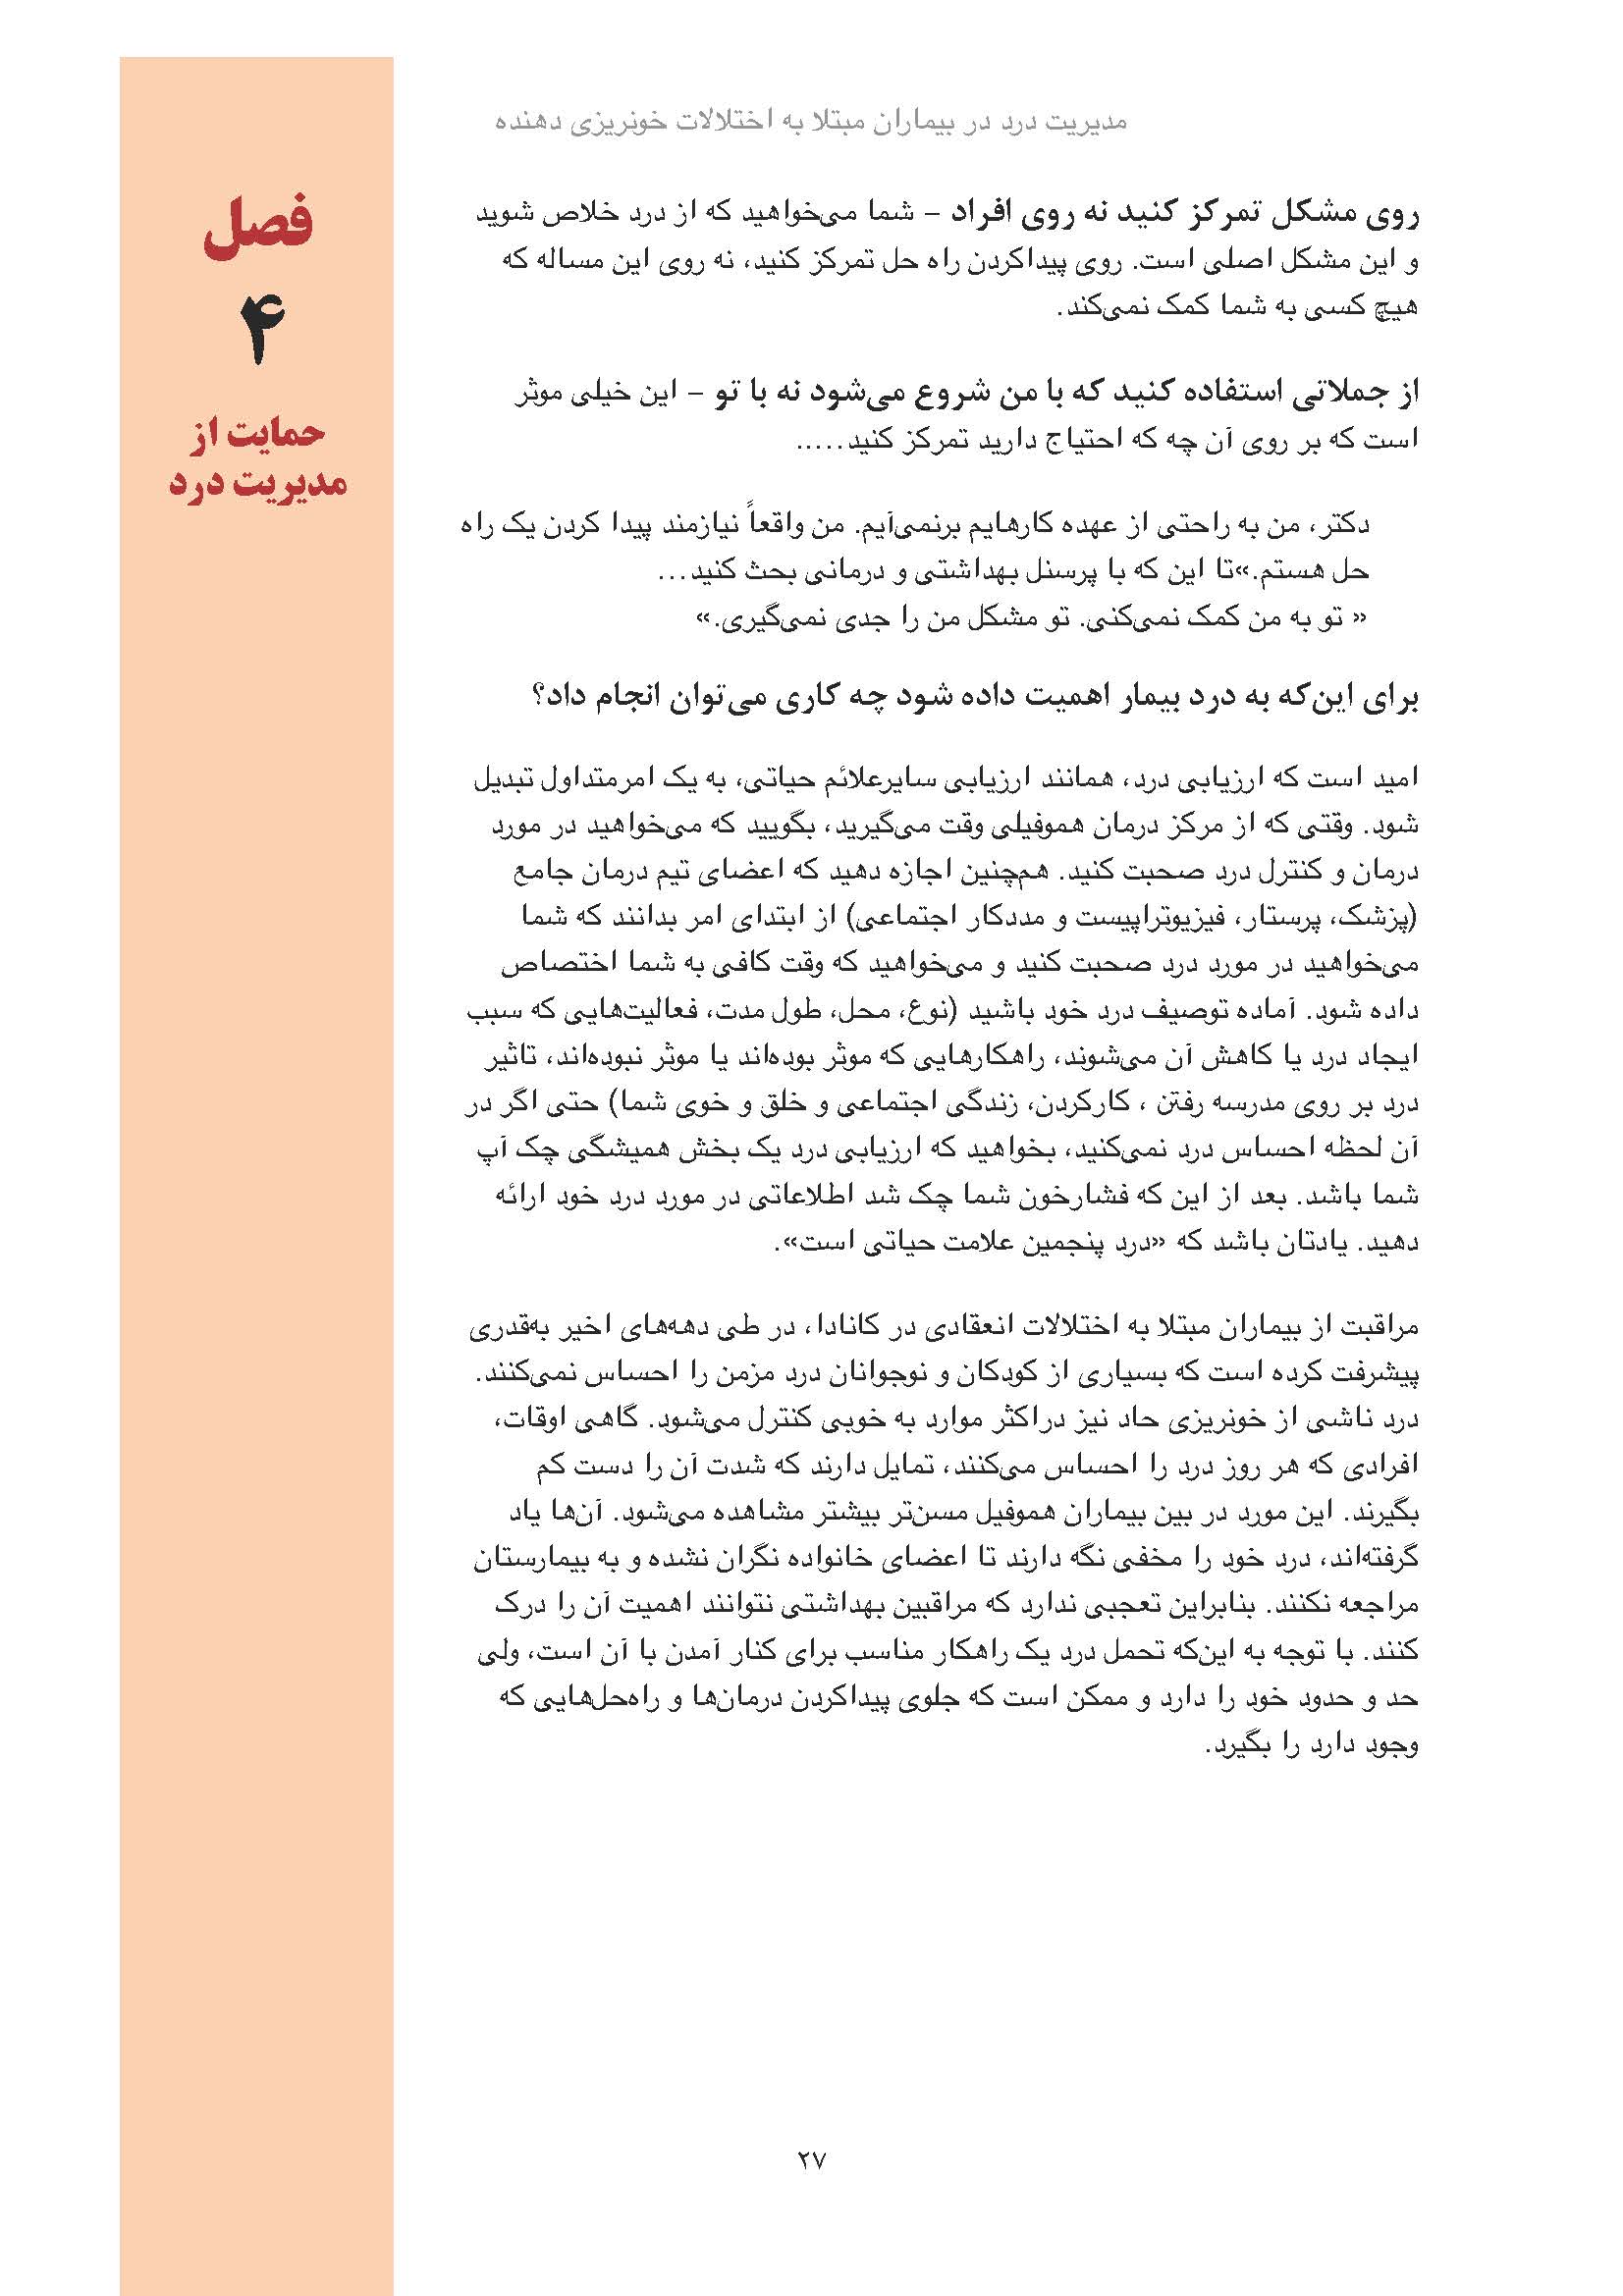 مدیریت درد در بیماران مبتلا به اختلالات خونریزی دهنده
فصل
۴
حمایت از
مدیریت درد
روی مشکل تمرکز کنید نه روی افراد – شما می‌خواهید که از درد خلاص شوید
و این مشکل اصلی است. روی پیداکردن راه حل تمرکز کنید، نه روی این مساله که
هیچ کسی به شما کمک نمی‌کند.
از جملاتی استفاده کنید که با من شروع می‌شود نه با تو – این خیلی موثر
است که بر روی آن چه که احتیاج دارید تمرکز کنید.....
دکتر، من به راحتی از عهده کارهایم برنمی‌آیم. من واقعاً نیازمند پیدا کردن یک راه
حل هستم.»تا این که با پرسنل بهداشتی و درمانی بحث کنید...
« تو به من کمک نمی‌کنی. تو مشکل من را جدی نمی‌گیری.»
برای این‌که به درد بیمار اهمیت داده شود چه کاری می‌توان انجام داد؟
امید است که ارزیابی درد، همانند ارزیابی سایرعلائم حیاتی، به یک امرمتداول تبدیل
شود. وقتی که از مرکز درمان هموفیلی وقت می‌گیرید، بگویید که می‌خواهید در مورد
درمان و کنترل درد صحبت کنید. هم‌چنین اجازه دهید که اعضای تیم درمان جامع
(پزشک، پرستار، فیزیوتراپیست و مددکار اجتماعی) از ابتدای امر بدانند که شما
می‌خواهید در مورد درد صحبت کنید و می‌خواهید که وقت کافی به شما اختصاص
داده شود. آماده توصیف درد خود باشید (نوع، محل، طول مدت، فعالیت‌هایی که سبب
ایجاد درد یا کاهش آن می‌شوند، راهکارهایی که موثر بوده‌اند یا موثر نبوده‌اند، تاثیر
درد بر روی مدرسه رفتن ، کارکردن، زندگی اجتماعی و خلق و خوی شما) حتی اگر در
آن لحظه احساس درد نمی‌کنید، بخواهید که ارزیابی درد یک بخش همیشگی چک آپ
شما باشد. بعد از این که فشارخون شما چک شد اطلاعاتی در مورد درد خود ارائه
دهید. یادتان باشد که «درد پنجمین علامت حیاتی است».
مراقبت از بیماران مبتلا به اختلالات انعقادی در کانادا، در طی دهه‌های اخیر به‌قدری
پیشرفت کرده است که بسیاری از کودکان و نوجوانان درد مزمن را احساس نمی‌کنند.
درد ناشی از خونریزی حاد نیز دراکثر موارد به خوبی کنترل می‌شود. گاهی اوقات،
افرادی که هر روز درد را احساس می‌کنند، تمایل دارند که شدت آن را دست کم
بگیرند. این مورد در بین بیماران هموفیل مسن‌تر بیشتر مشاهده می‌شود. آن‌ها یاد
گرفته‌اند، درد خود را مخفی نگه دارند تا اعضای خانواده نگران نشده و به بیمارستان
مراجعه نکنند. بنابراین تعجبی ندارد که مراقبین بهداشتی نتوانند اهمیت آن را درک
کنند. با توجه به این‌که تحمل درد یک راهکار مناسب برای کنار آمدن با آن است، ولی
حد و حدود خود را دارد و ممکن است که جلوی پیداکردن درمان‌ها و راه‌حل‌هایی که
وجود دارد را بگیرد.
۲۷